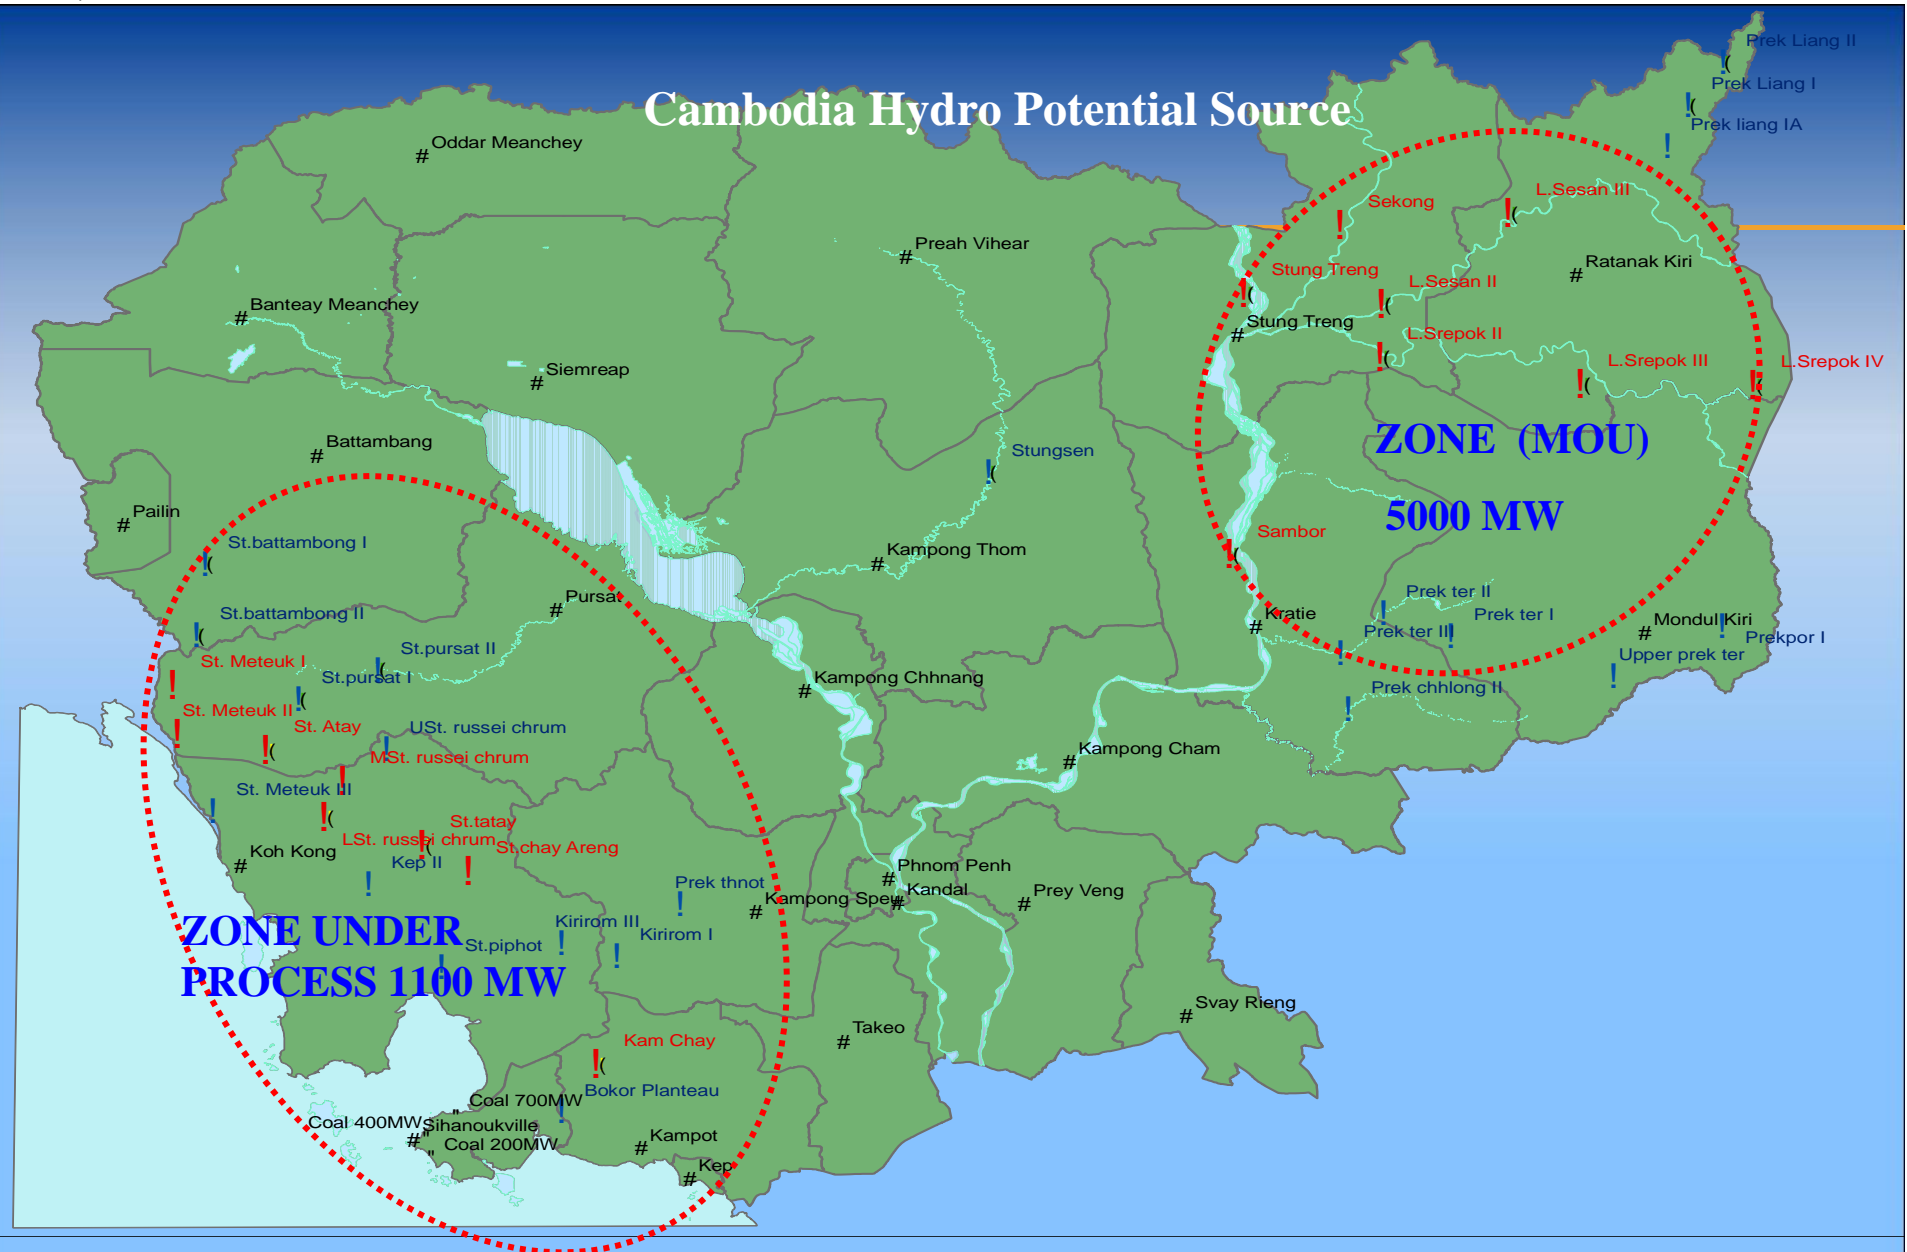 Cambodia Hydro Potential Source
Prek Liang II
Prek Liang I
Prek liang IA
Oddar Meanchey
L.Sesan III
Sekong
Preah Vihear
Ratanak Kiri
Stung Treng
L.Sesan II
Banteay Meanchey
Stung Treng
L.Srepok II
L.Srepok III
L.Srepok IV
Siemreap
Battambang
ZONE (MOU)
5000 MW
Stungsen
Pailin
Sambor
St.battambong I
Kampong Thom
Pursat
Prek ter II
Kratie
Prek ter I
St.battambong II
Mondul Kiri
Prek ter III
Prekpor I
St.pursat II
Upper prek ter
St. Meteuk I
St.pursat I
Kampong Chhnang
Prek chhlong II
St. Meteuk II
St. Atay
USt. russei chrum
Kampong Cham
MSt. russei chrum
St. Meteuk III
St.tatay
LSt. russei chrum
St.chay Areng
Koh Kong
Kep II
Phnom Penh
Prek thnot
Kandal
Prey Veng
Kampong Speu
Kirirom III
Kirirom I
ZONE UNDER
St.piphot
PROCESS 1100 MW
Svay Rieng
Takeo
Kam Chay
Bokor Planteau
Coal 700MW
Coal 400MW
Sihanoukville
Coal 200MW
Kampot
Kep